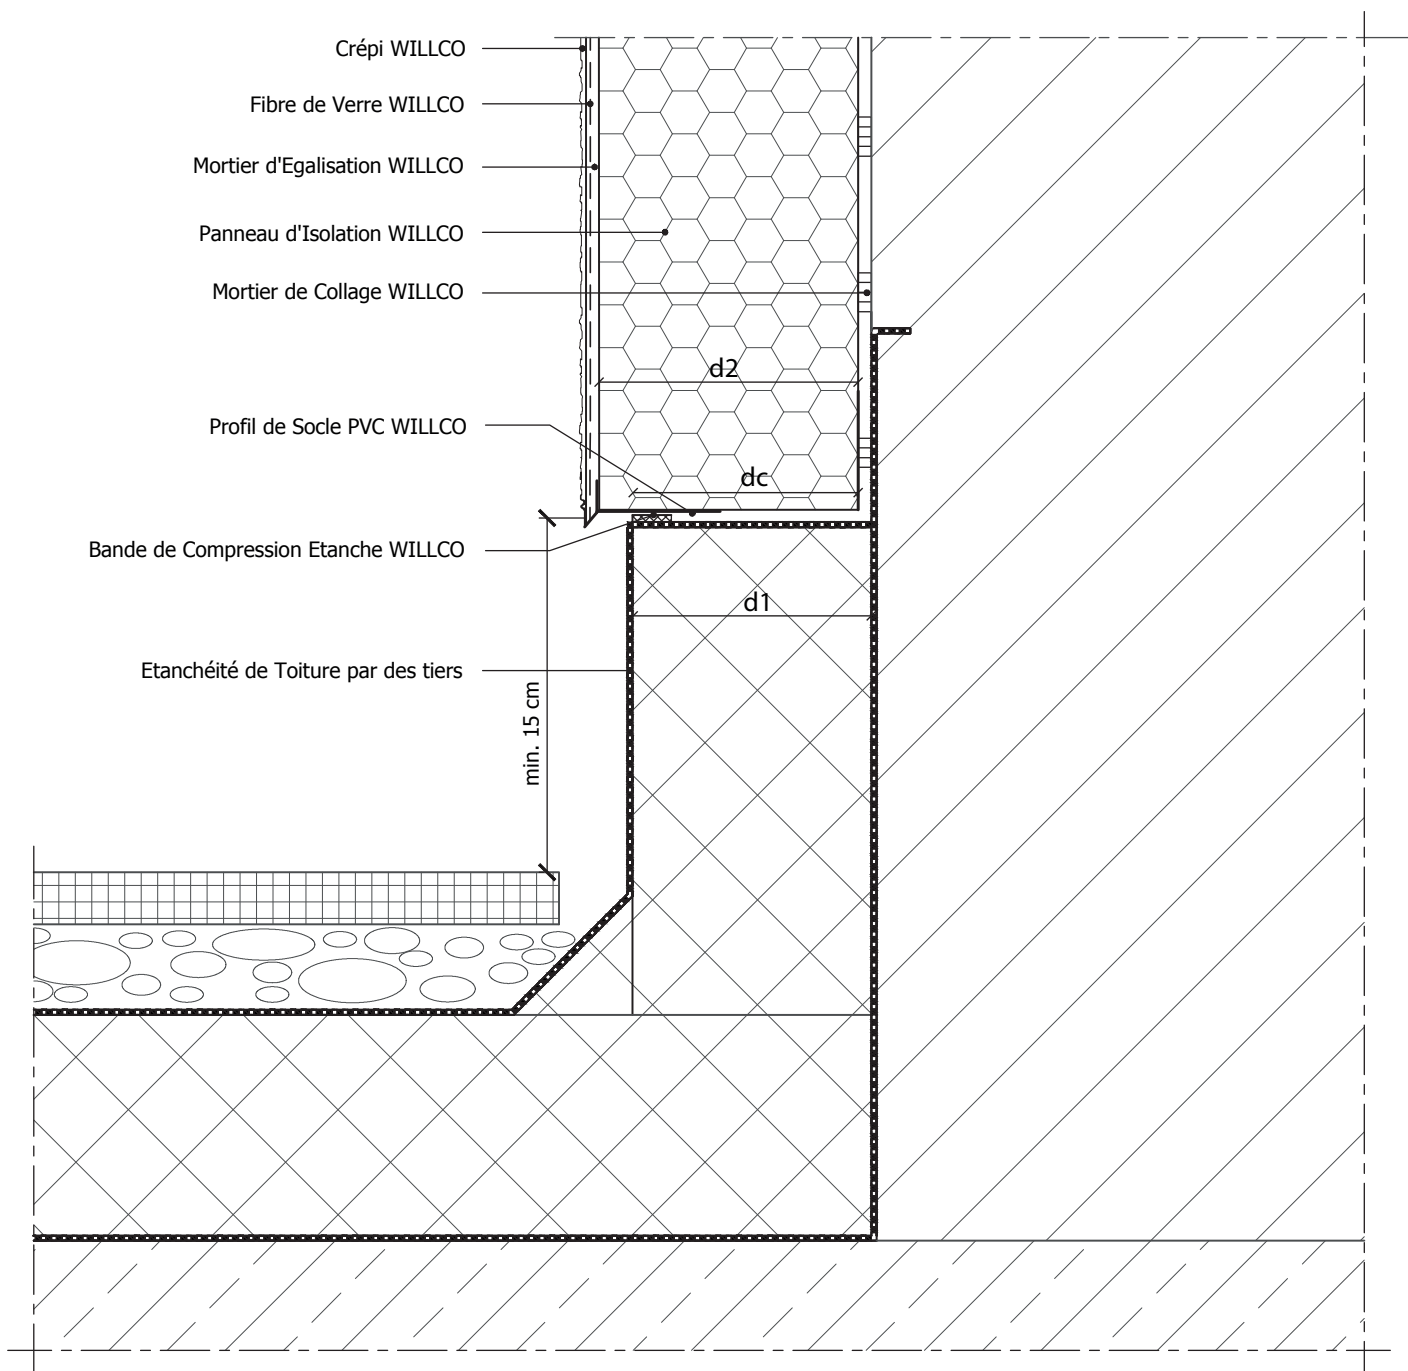 Crépi WILLCO
Fibre de Verre WILLCO
Mortier d'Egalisation WILLCO
Panneau d'Isolation WILLCO
Mortier de Collage WILLCO
d2
Profil de Socle PVC WILLCO
dc
Bande de Compression Etanche WILLCO
d1
Etanchéité de Toiture par des tiers
min. 15 cm